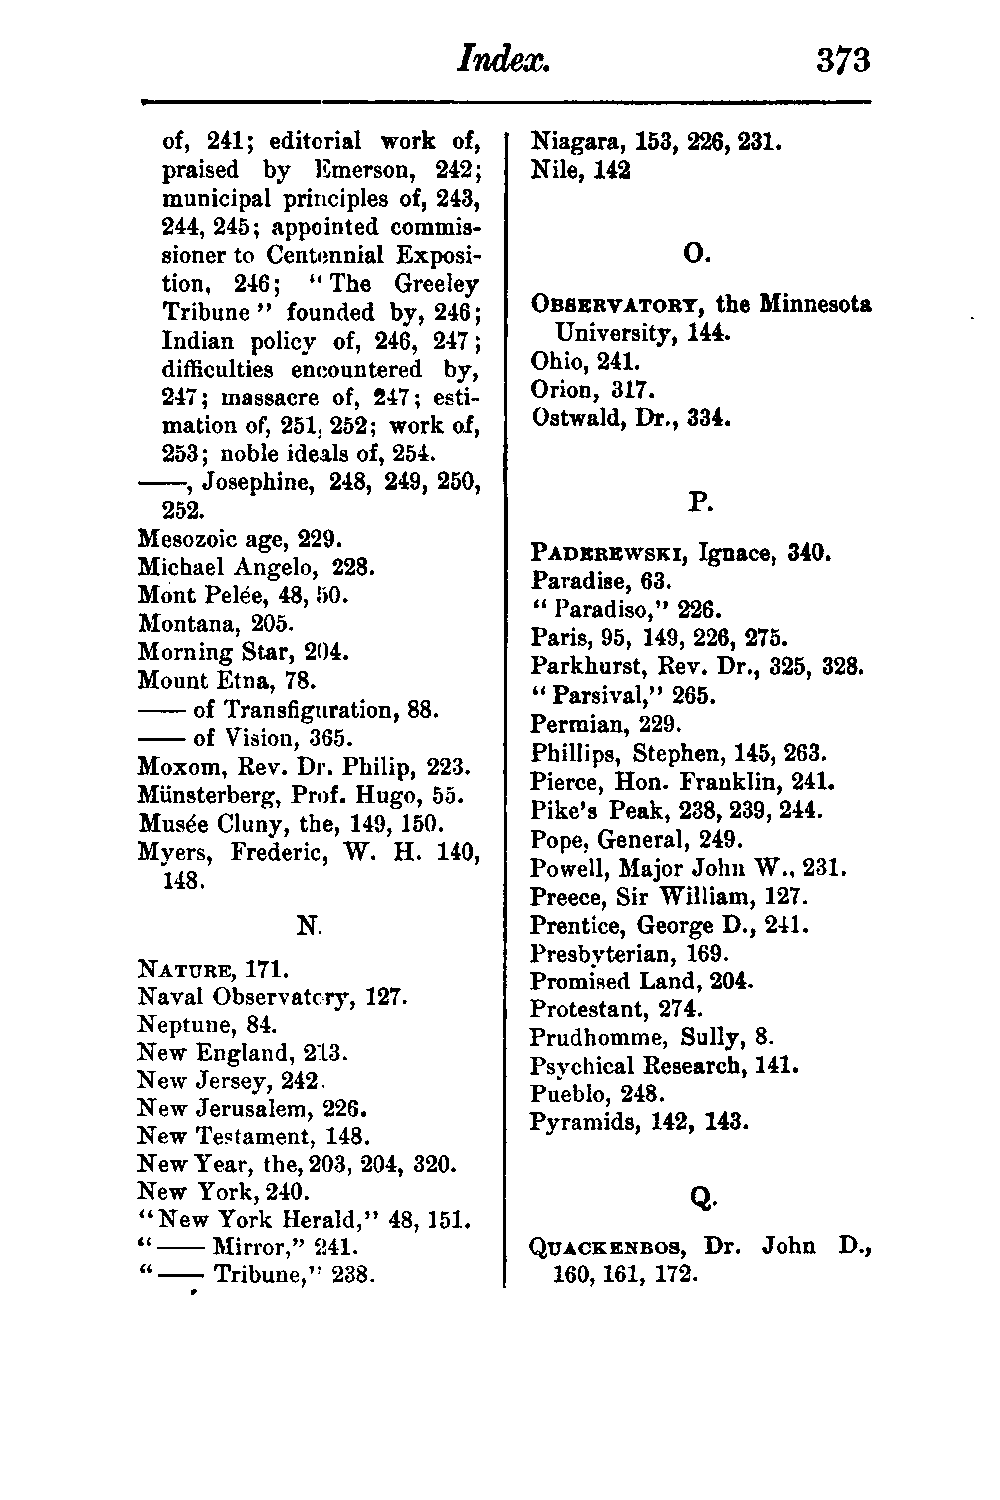 Index. 373
of, 241; editorial work of,
praised by Emerson, 242;
municipal principles of, 243,
244, 245; appointed commis-
sioner to Centennial Exposi-
tion, 246; “The Greeley
Tribune” founded by, 246;
Indian policy of, 246, 247;
difficulties encountered by,
247; massacre of, 247; esti-
mation of, 251, 252; work of,
253; noble ideals of, 254.
——, Josephine, 248, 249, 250,
252.
Mesozoic age, 229.
Michael Angelo, 228.
Mont Pelée, 48, 50.
Montana, 205.
Morning Star, 204.
Mount Etna, 78.
—— of Transfiguration, 88.
—— of Vision, 365.
Moxom, Rev. Dr. Philip, 223.
Münsterberg, Prof. Hugo, 55.
Musée Cluny, the, 149, 150.
Myers, Frederic, W. H. 140,
148.
N.
NATURE, 171.
Naval Observatory, 127.
Neptune, 84.
New England, 213.
New Jersey, 242.
New Jerusalem, 226.
New Testament, 148.
New Year, the, 203, 204, 320.
New York, 240.
“New York Herald,” 48, 151.
“—— Mirror,” 241.
“—— Tribune,” 238.
Niagara, 153, 226, 231.
Nile, 142
O.
OBSERVATORY, the Minnesota
University, 144.
Ohio, 241.
Orion, 317.
Ostwald, Dr., 334.
P.
PADEREWSKI, Ignace, 340.
Paradise, 63.
“Paradiso,” 226.
Paris, 95, 149, 226, 275.
Parkhurst, Rev. Dr., 325, 328.
“Parsival,” 265.
Permian, 229.
Phillips, Stephen, 145, 263.
Pierce, Hon. Franklin, 241.
Pike's Peak, 238, 239, 244.
Pope, General, 249.
Powell, Major John W., 231.
Preece, Sir William, 127.
Prentice, George D., 241.
Presbyterian, 169.
Promised Land, 204.
Protestant, 274.
Prudhomme, Sully, 8.
Psychical Research, 141.
Pueblo, 248.
Pyramids, 142, 143.
Q.
QUACKENBOS, Dr. John D.,
160, 161, 172.